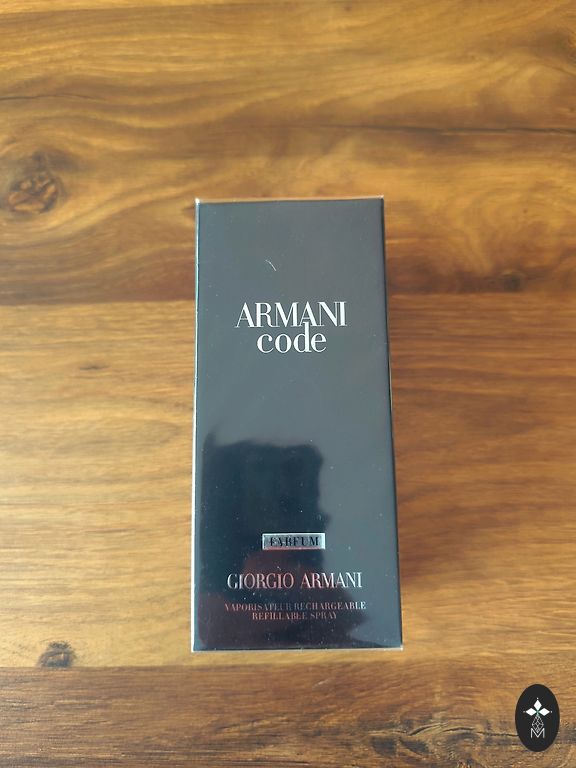 ARMANI
code
PARFUM
GIORGIO ARMANI
VAPORISATEUR RECHARGEABLE
REFILLABLE SPRAY
M